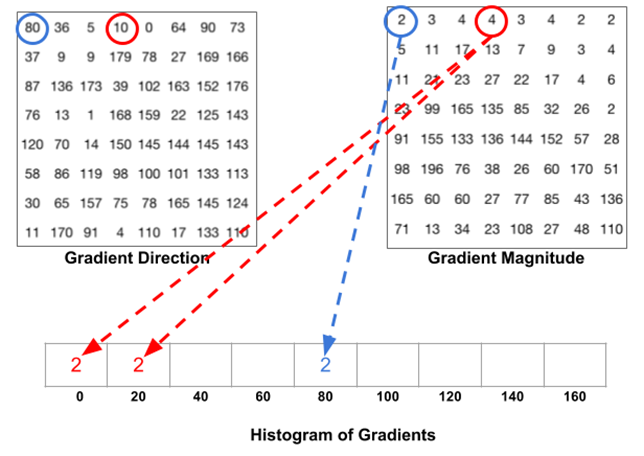 80 36 5 10 0 64 90 73
37 9 9 179 78 27 169 166
87 136 173 39 102 163 152 176
76 13 1 168 159 22 125 143
120 70 14 150 145 144 145 143
58 86 119 98 100 101 133 113
30 65 157 75 78 165 145 124
11 170 91 4 110 17 133 110
Gradient Direction
2 3 4 4 3 4 2 2
5 11 17 13 7 9 3 4
11 21 23 27 22 17 4 6
23 99 165 135 85 32 26 2
91 155 133 136 144 152 57 28
98 196 76 38 26 60 170 51
165 60 60 27 77 85 43 136
71 13 34 23 108 27 48 110
Gradient Magnitude
2 2 2
0 20 40 60 80 100 120 140 160
Histogram of Gradients